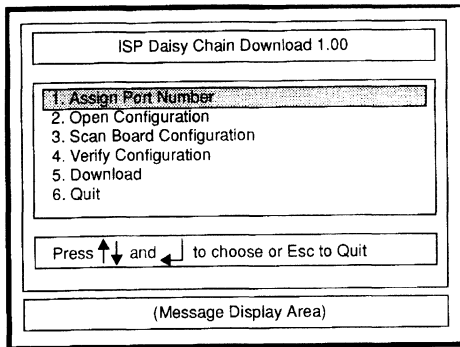 ISP Daisy Chain Download 1.00
1. Assign Port Number
2. Open Configuration
3. Scan Board Configuration
4. Verify Configuration
5. Download
6. Quit
Press ↑↓ and ↵ to choose or Esc to Quit
(Message Display Area)